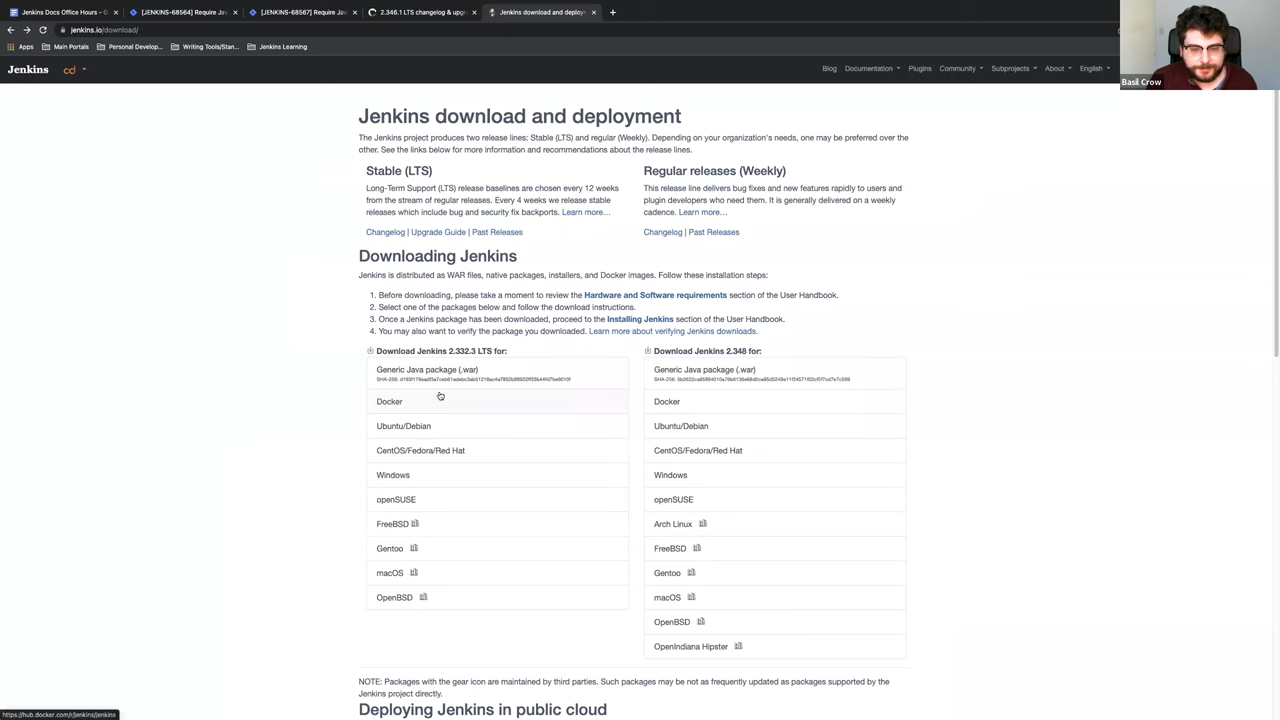 Jenkins Docs Office Hours - G
[JENKINS-68564] Require Jav
[JENKINS-68567] Require Jav
2.346.1 LTS changelog & upgr
Jenkins download and deploym
jenkins.io/download/
Apps
Main Portals
Personal Develop...
Writing Tools/Stan...
Jenkins Learning
Jenkins
cd
Blog
Documentation
Plugins
Community
Subprojects
About
English
Basil Crow
Jenkins download and deployment
The Jenkins project produces two release lines: Stable (LTS) and regular (Weekly). Depending on your organization's needs, one may be preferred over the
other. See the links below for more information and recommendations about the release lines.
Stable (LTS)
Long-Term Support (LTS) release baselines are chosen every 12 weeks
from the stream of regular releases. Every 4 weeks we release stable
releases which include bug and security fix backports. Learn more…
Changelog | Upgrade Guide | Past Releases
Regular releases (Weekly)
This release line delivers bug fixes and new features rapidly to users and
plugin developers who need them. It is generally delivered on a weekly
cadence. Learn more…
Changelog | Past Releases
Downloading Jenkins
Jenkins is distributed as WAR files, native packages, installers, and Docker images. Follow these installation steps:
1. Before downloading, please take a moment to review the Hardware and Software requirements section of the User Handbook.
2. Select one of the packages below and follow the download instructions.
3. Once a Jenkins package has been downloaded, proceed to the Installing Jenkins section of the User Handbook.
4. You may also want to verify the package you downloaded. Learn more about verifying Jenkins downloads.
Download Jenkins 2.332.3 LTS for:
Generic Java package (.war)
SHA-256:
Docker
Ubuntu/Debian
CentOS/Fedora/Red Hat
Windows
openSUSE
FreeBSD
Gentoo
macOS
OpenBSD
Download Jenkins 2.348 for:
Generic Java package (.war)
SHA-256:
Docker
Ubuntu/Debian
CentOS/Fedora/Red Hat
Windows
openSUSE
Arch Linux
FreeBSD
Gentoo
macOS
OpenBSD
OpenIndiana Hipster
NOTE: Packages with the gear icon are maintained by third parties. Such packages may be not as frequently updated as packages supported by the
Jenkins project directly.
Deploying Jenkins in public cloud
https://hub.docker.com/r/jenkins/jenkins